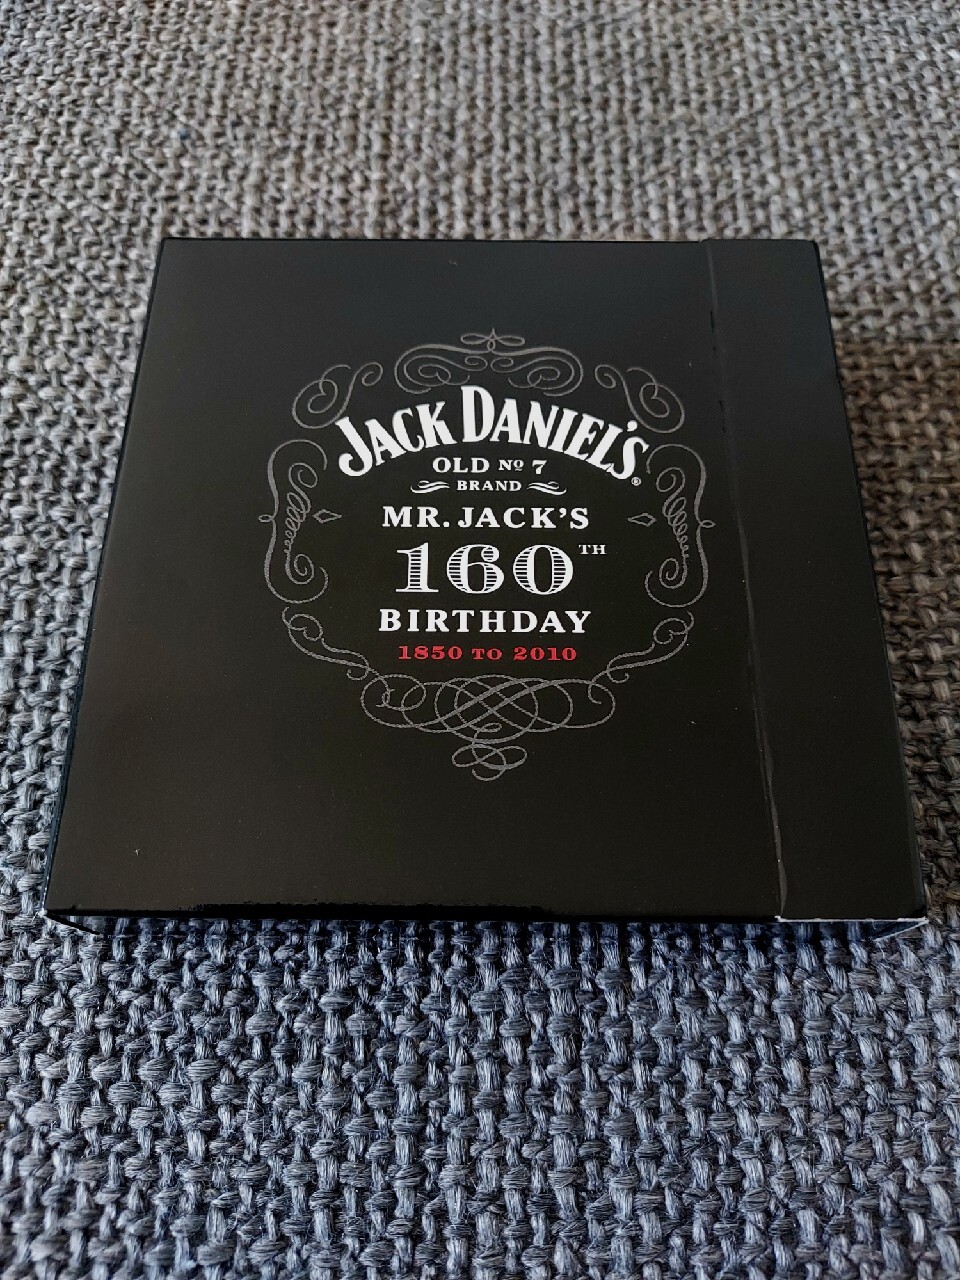 JACK DANIEL'S®
OLD Nº 7
BRAND
MR. JACK'S
160TH
BIRTHDAY
1850 TO 2010